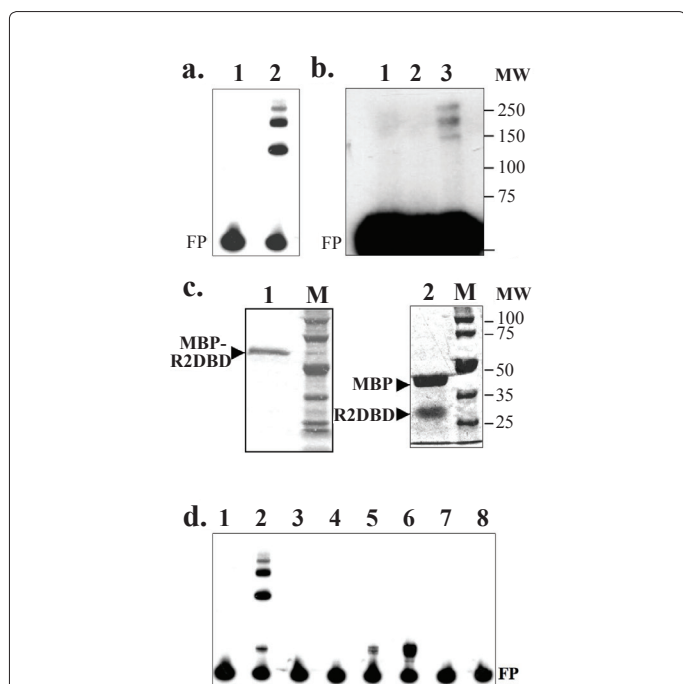 a. 1 2
FP
b. 1 2 3 MW
250
150
100
75
FP
c. 1 M
MBP-
R2DBD
2 M MW
100
75
50
35
25
MBP
R2DBD
d. 1 2 3 4 5 6 7 8
FP